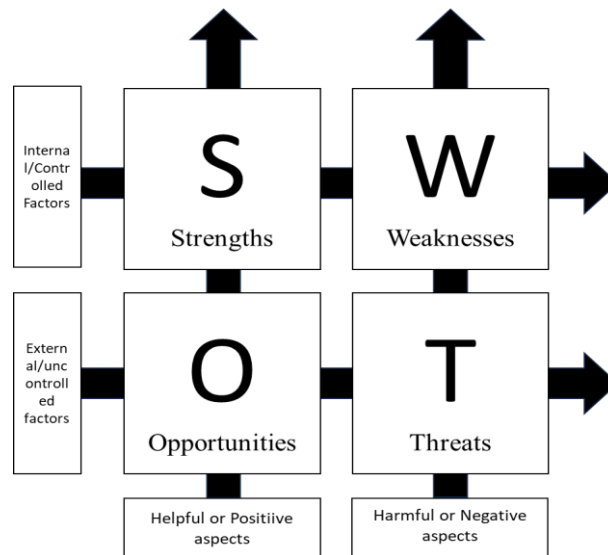 Interna
l/Contr
olled
Factors
S
Strengths
W
Weaknesses
Extern
al/unc
ontroll
ed
factors
O
Opportunities
T
Threats
Helpful or Positiive
aspects
Harmful or Negative
aspects